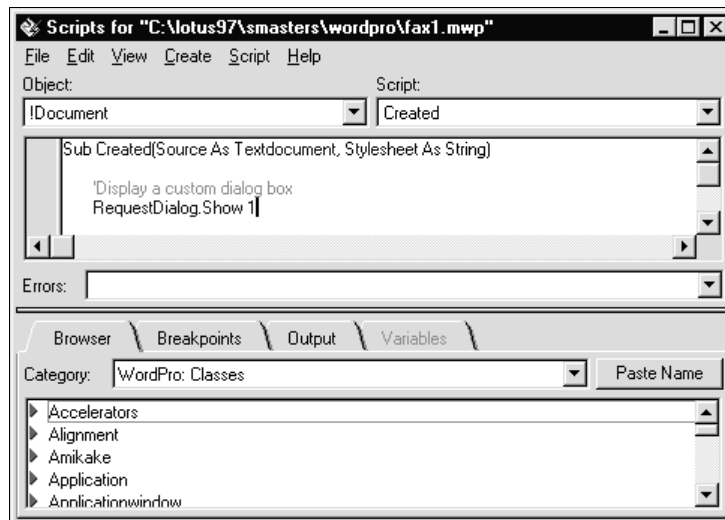 Scripts for "C:\lotus97\smasters\wordpro\fax1.mwp"
File Edit View Create Script Help
Object: Script:
!Document Created
Sub Created(Source As Textdocument, Stylesheet As String)
'Display a custom dialog box
RequestDialog.Show 1
Errors:
Browser Breakpoints Output Variables
Category: WordPro: Classes Paste Name
Accelerators
Alignment
Amikake
Application
Applicationwindow